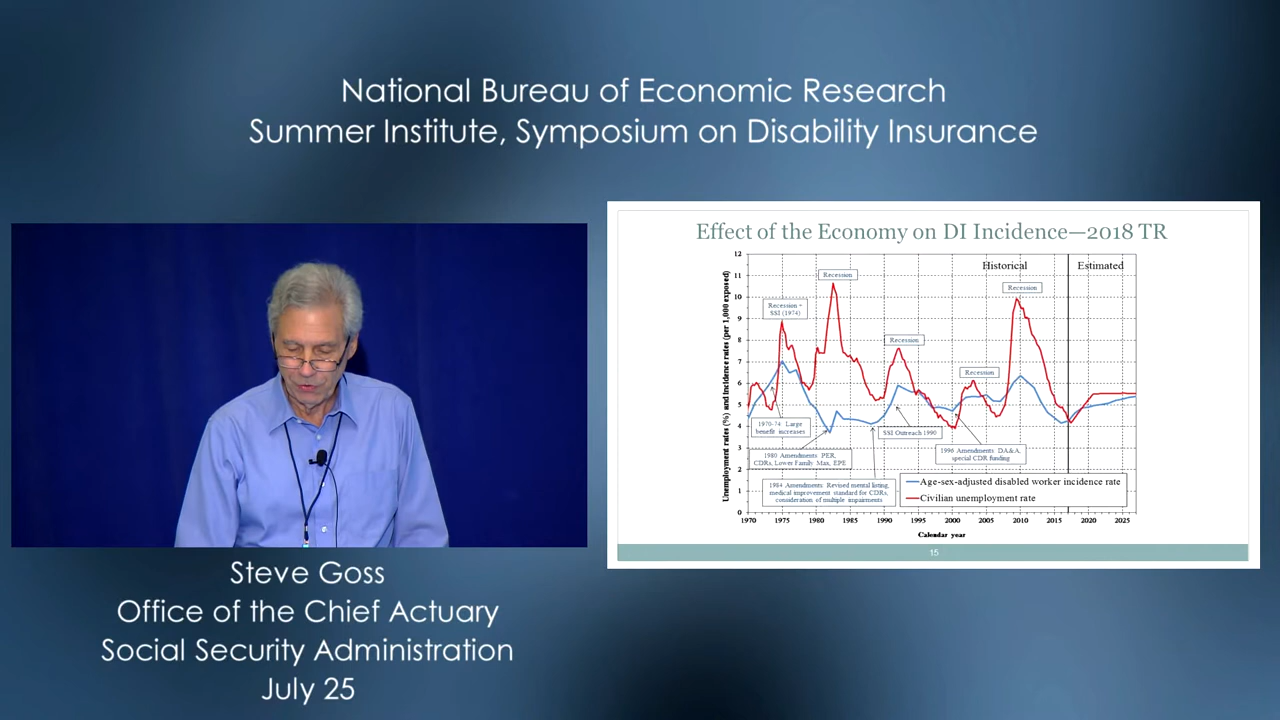 National Bureau of Economic Research
Summer Institute, Symposium on Disability Insurance
Effect of the Economy on DI Incidence—2018 TR
Unemployment rates (%) and incidence rates (per 1,000 exposed)
12
11
10
9
8
7
6
5
4
3
2
1
0
Historical
Estimated
Recession +
SSI (1974)
Recession
Recession
Recession
Recession
1970-74 Large
benefit increases
1980 Amendments PER,
CDRs, Lower Family Max, EPE
1984 Amendments: Revised mental listing,
medical improvement standard for CDRs,
consideration of multiple impairments
SSI Outreach 1990
1996 Amendments DA&A,
special CDR funding
Age-sex-adjusted disabled worker incidence rate
Civilian unemployment rate
1970 1975 1980 1985 1990 1995 2000 2005 2010 2015 2020 2025
Calendar year
15
Steve Goss
Office of the Chief Actuary
Social Security Administration
July 25